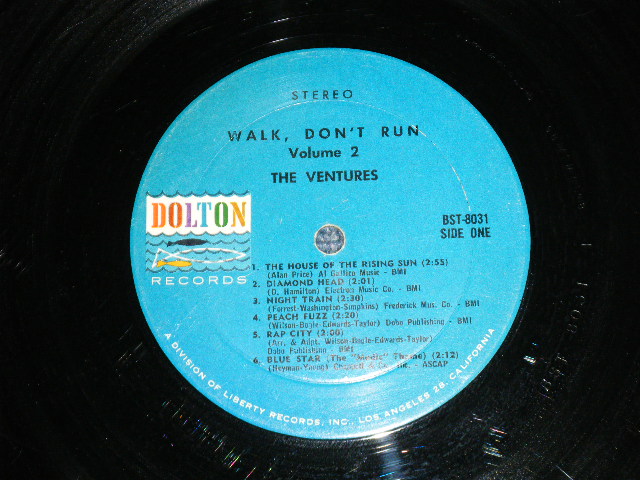 STEREO
WALK, DON'T RUN
Volume 2
THE VENTURES
DOLTON
RECORDS
BST-8031
SIDE ONE
1. THE HOUSE OF THE RISING SUN (2:55)
(Alan Price) Al Gallico Music - BMI
2. DIAMOND HEAD (2:01)
(D. Hamilton) Electron Music Co. - BMI
3. NIGHT TRAIN (2:30)
(Forrest-Washington-Simpkins) Frederick Mus. Co. - BMI
4. PEACH FUZZ (2:20)
(Wilson-Bogle-Edwards-Taylor) Dobo Publishing - BMI
5. RAP CITY (2:00)
(Arr. & Adpt. Wilson-Bogle-Edwards-Taylor)
Dobo Publishing - BMI
6. BLUE STAR (The "Medic" Theme) (2:12)
(Heyman-Young) & Co., Inc. - ASCAP
A DIVISION OF LIBERTY RECORDS, INC., LOS ANGELES 28, CALIFORNIA